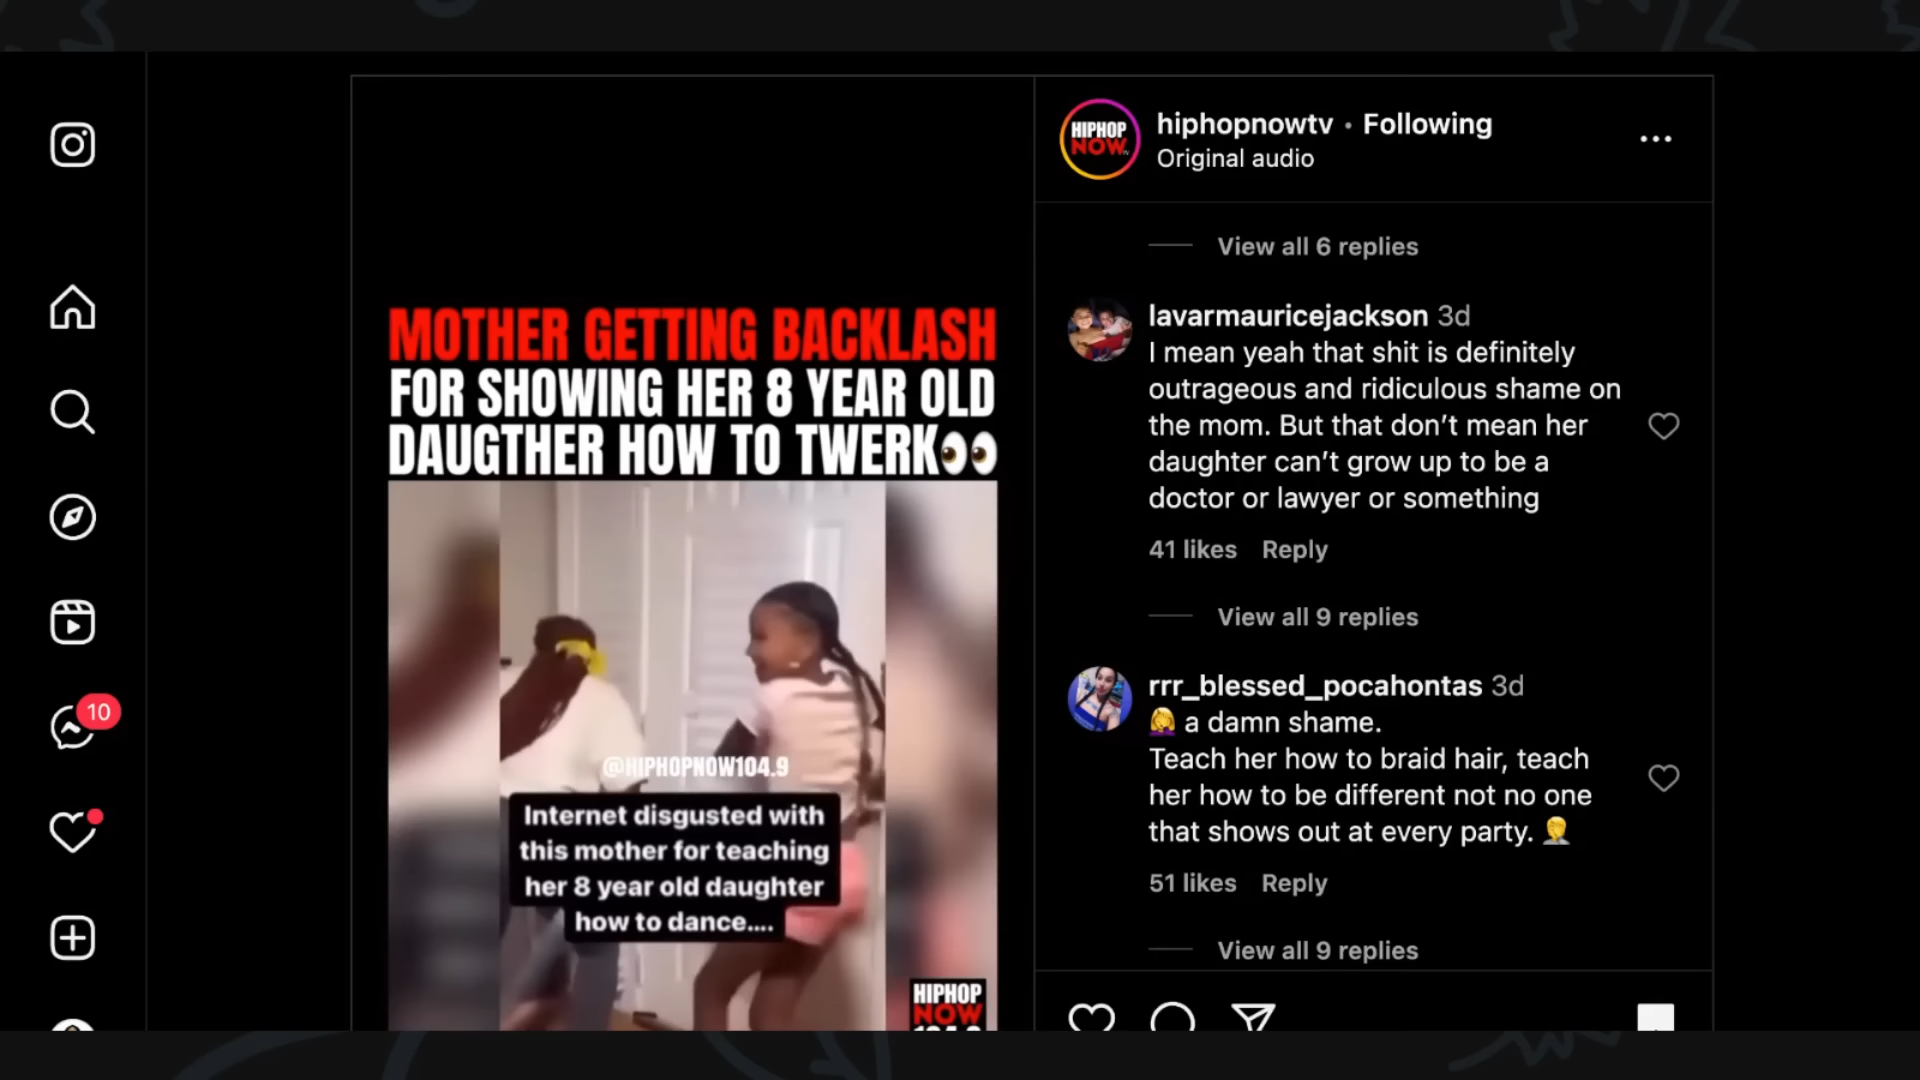 HIPHOP
NOW
hiphopnowtv • Following
Original audio
View all 6 replies
lavarmauricejackson 3d
I mean yeah that shit is definitely
outrageous and ridiculous shame on
the mom. But that don’t mean her
daughter can’t grow up to be a
doctor or lawyer or something
41 likes Reply
View all 9 replies
rrr_blessed_pocahontas 3d
🤦‍♀️ a damn shame.
Teach her how to braid hair, teach
her how to be different not no one
that shows out at every party. 🤦
51 likes Reply
View all 9 replies
MOTHER GETTING BACKLASH
FOR SHOWING HER 8 YEAR OLD
DAUGTHER HOW TO TWERK👀
@HIPHOPNOW104.9
Internet disgusted with
this mother for teaching
her 8 year old daughter
how to dance....
HIPHOP
NOW
10